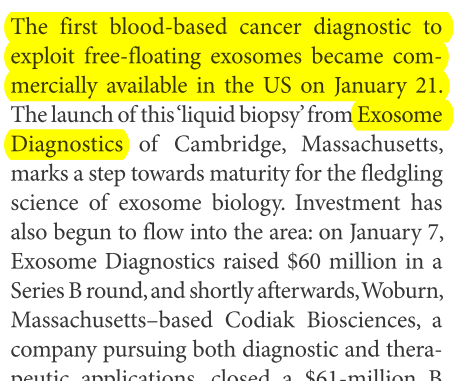 The first blood-based cancer diagnostic to
exploit free-floating exosomes became com-
mercially available in the US on January 21.
The launch of this ‘liquid biopsy’ from Exosome
Diagnostics of Cambridge, Massachusetts,
marks a step towards maturity for the fledgling
science of exosome biology. Investment has
also begun to flow into the area: on January 7,
Exosome Diagnostics raised $60 million in a
Series B round, and shortly afterwards, Woburn,
Massachusetts–based Codiak Biosciences, a
company pursuing both diagnostic and thera-
peutic applications, closed a $61-million B